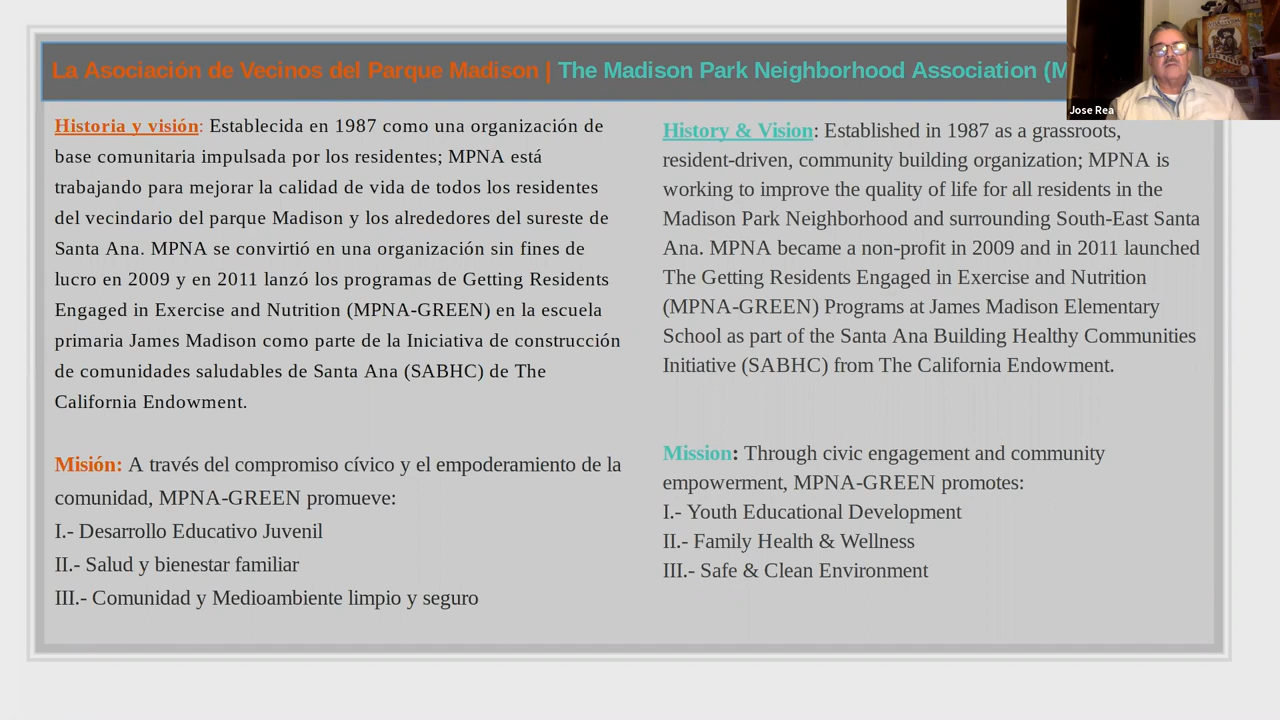 La Asociación de Vecinos del Parque Madison | The Madison Park Neighborhood Association (M
Jose Rea
Historia y visión: Establecida en 1987 como una organización de
base comunitaria impulsada por los residentes; MPNA está
trabajando para mejorar la calidad de vida de todos los residentes
del vecindario del parque Madison y los alrededores del sureste de
Santa Ana. MPNA se convirtió en una organización sin fines de
lucro en 2009 y en 2011 lanzó los programas de Getting Residents
Engaged in Exercise and Nutrition (MPNA-GREEN) en la escuela
primaria James Madison como parte de la Iniciativa de construcción
de comunidades saludables de Santa Ana (SABHC) de The
California Endowment.
Misión: A través del compromiso cívico y el empoderamiento de la
comunidad, MPNA-GREEN promueve:
I.- Desarrollo Educativo Juvenil
II.- Salud y bienestar familiar
III.- Comunidad y Medioambiente limpio y seguro
History & Vision: Established in 1987 as a grassroots,
resident-driven, community building organization; MPNA is
working to improve the quality of life for all residents in the
Madison Park Neighborhood and surrounding South-East Santa
Ana. MPNA became a non-profit in 2009 and in 2011 launched
The Getting Residents Engaged in Exercise and Nutrition
(MPNA-GREEN) Programs at James Madison Elementary
School as part of the Santa Ana Building Healthy Communities
Initiative (SABHC) from The California Endowment.
Mission: Through civic engagement and community
empowerment, MPNA-GREEN promotes:
I.- Youth Educational Development
II.- Family Health & Wellness
III.- Safe & Clean Environment